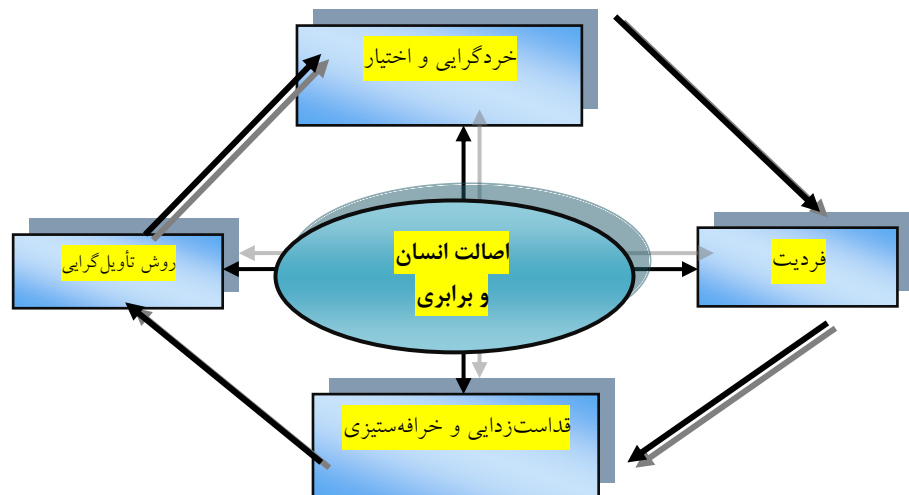 خردگرایی و اختیار
اصالت انسان
و برابری
فردیت
روش تأویل‌گرایی
قداست‌زدایی و خرافه‌ستیزی